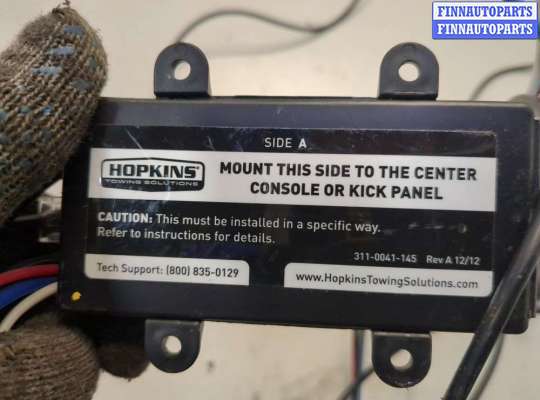 FINNAUTOPARTS
FINNAUTOPARTS
SIDE A
HOPKINS
TOWING SOLUTIONS
MOUNT THIS SIDE TO THE CENTER
CONSOLE OR KICK PANEL
CAUTION: This must be installed in a specific way.
Refer to instructions for details.
311-0041-145 Rev A 12/12
Tech Support: (800) 835-0129
www.HopkinsTowingSolutions.com